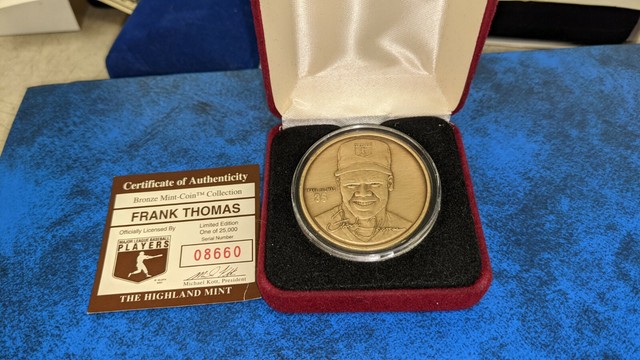 Certificate of Authenticity
Bronze Mint-Coin™ Collection
FRANK THOMAS
Officially Licensed By
MAJOR LEAGUE BASEBALL
PLAYERS
Limited Edition
One of 25,000
Serial Number
08660
Michael Kott, President
THE HIGHLAND MINT
35